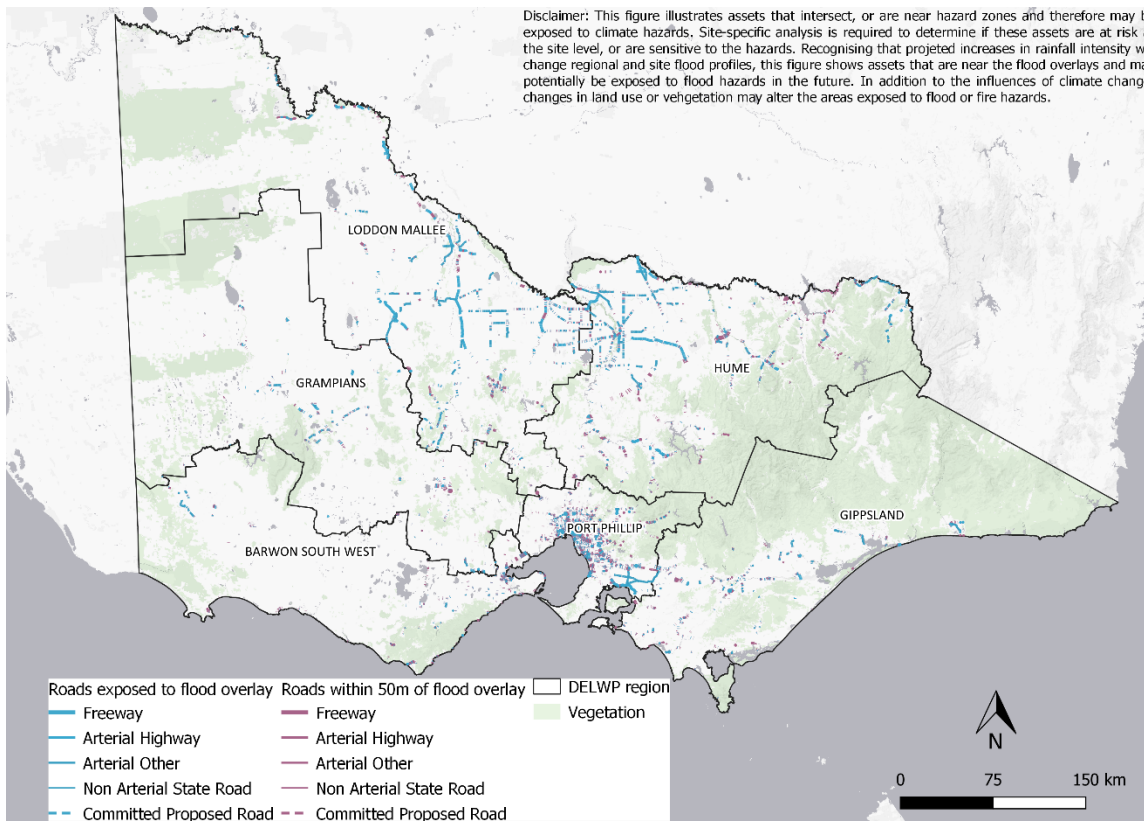 Disclaimer: This figure illustrates assets that intersect, or are near hazard zones and therefore may
exposed to climate hazards. Site-specific analysis is required to determine if these assets are at risk
the site level, or are sensitive to the hazards. Recognising that projeted increases in rainfall intensity
change regional and site flood profiles, this figure shows assets that are near the flood overlays and
potentially be exposed to flood hazards in the future. In addition to the influences of climate
changes in land use or vehgetation may alter the areas exposed to flood or fire hazards.
LODDON MALLEE
GRAMPIANS
HUME
GIPPSLAND
PORT PHILLIP
BARWON SOUTH WEST
Roads exposed to flood overlay Roads within 50m of flood overlay DELWP region
Freeway Freeway Vegetation
Arterial Highway Arterial Highway
Arterial Other Arterial Other
Non Arterial State Road Non Arterial State Road
Committed Proposed Road Committed Proposed Road
N
0 75 150 km